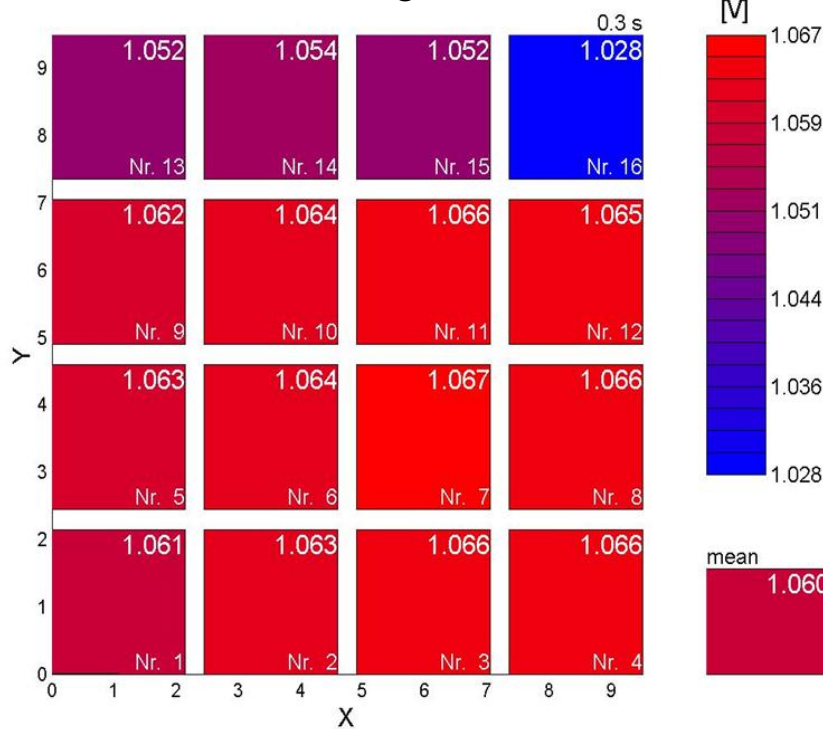 [V]
0.3 s
1.067
1.059
1.051
1.044
1.036
1.028
9
8
7
6
5
4
3
2
1
0
Y
1.052
1.054
1.052
1.028
Nr. 13
Nr. 14
Nr. 15
Nr. 16
1.062
1.064
1.066
1.065
Nr. 9
Nr. 10
Nr. 11
Nr. 12
1.063
1.064
1.067
1.066
Nr. 5
Nr. 6
Nr. 7
Nr. 8
1.061
1.063
1.066
1.066
Nr. 1
Nr. 2
Nr. 3
Nr. 4
0 1 2 3 4 5 6 7 8 9
X
mean
1.060